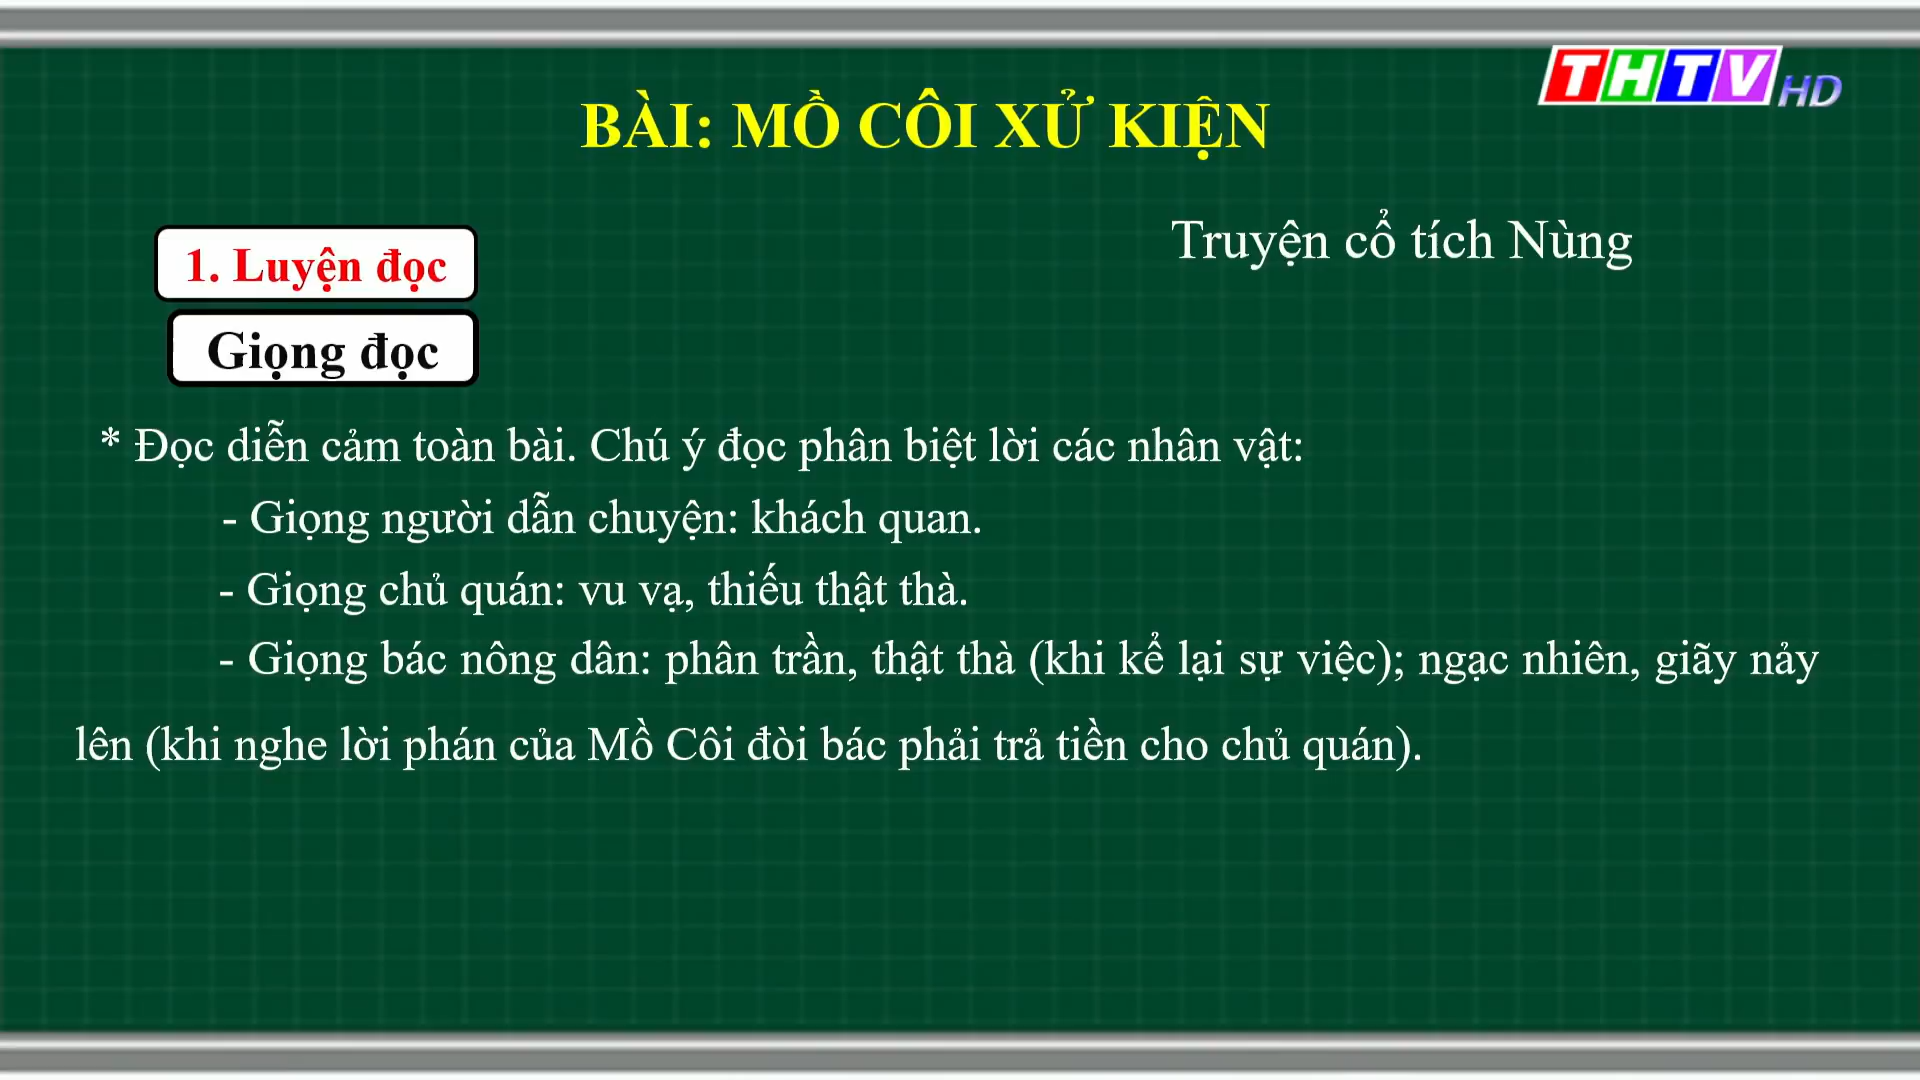 THTV HD
BÀI: MỒ CÔI XỬ KIỆN
Truyện cổ tích Nùng
1. Luyện đọc
Giọng đọc
* Đọc diễn cảm toàn bài. Chú ý đọc phân biệt lời các nhân vật:
- Giọng người dẫn chuyện: khách quan.
- Giọng chủ quán: vu vạ, thiếu thật thà.
- Giọng bác nông dân: phân trần, thật thà (khi kể lại sự việc); ngạc nhiên, giãy nảy
lên (khi nghe lời phán của Mồ Côi đòi bác phải trả tiền cho chủ quán).